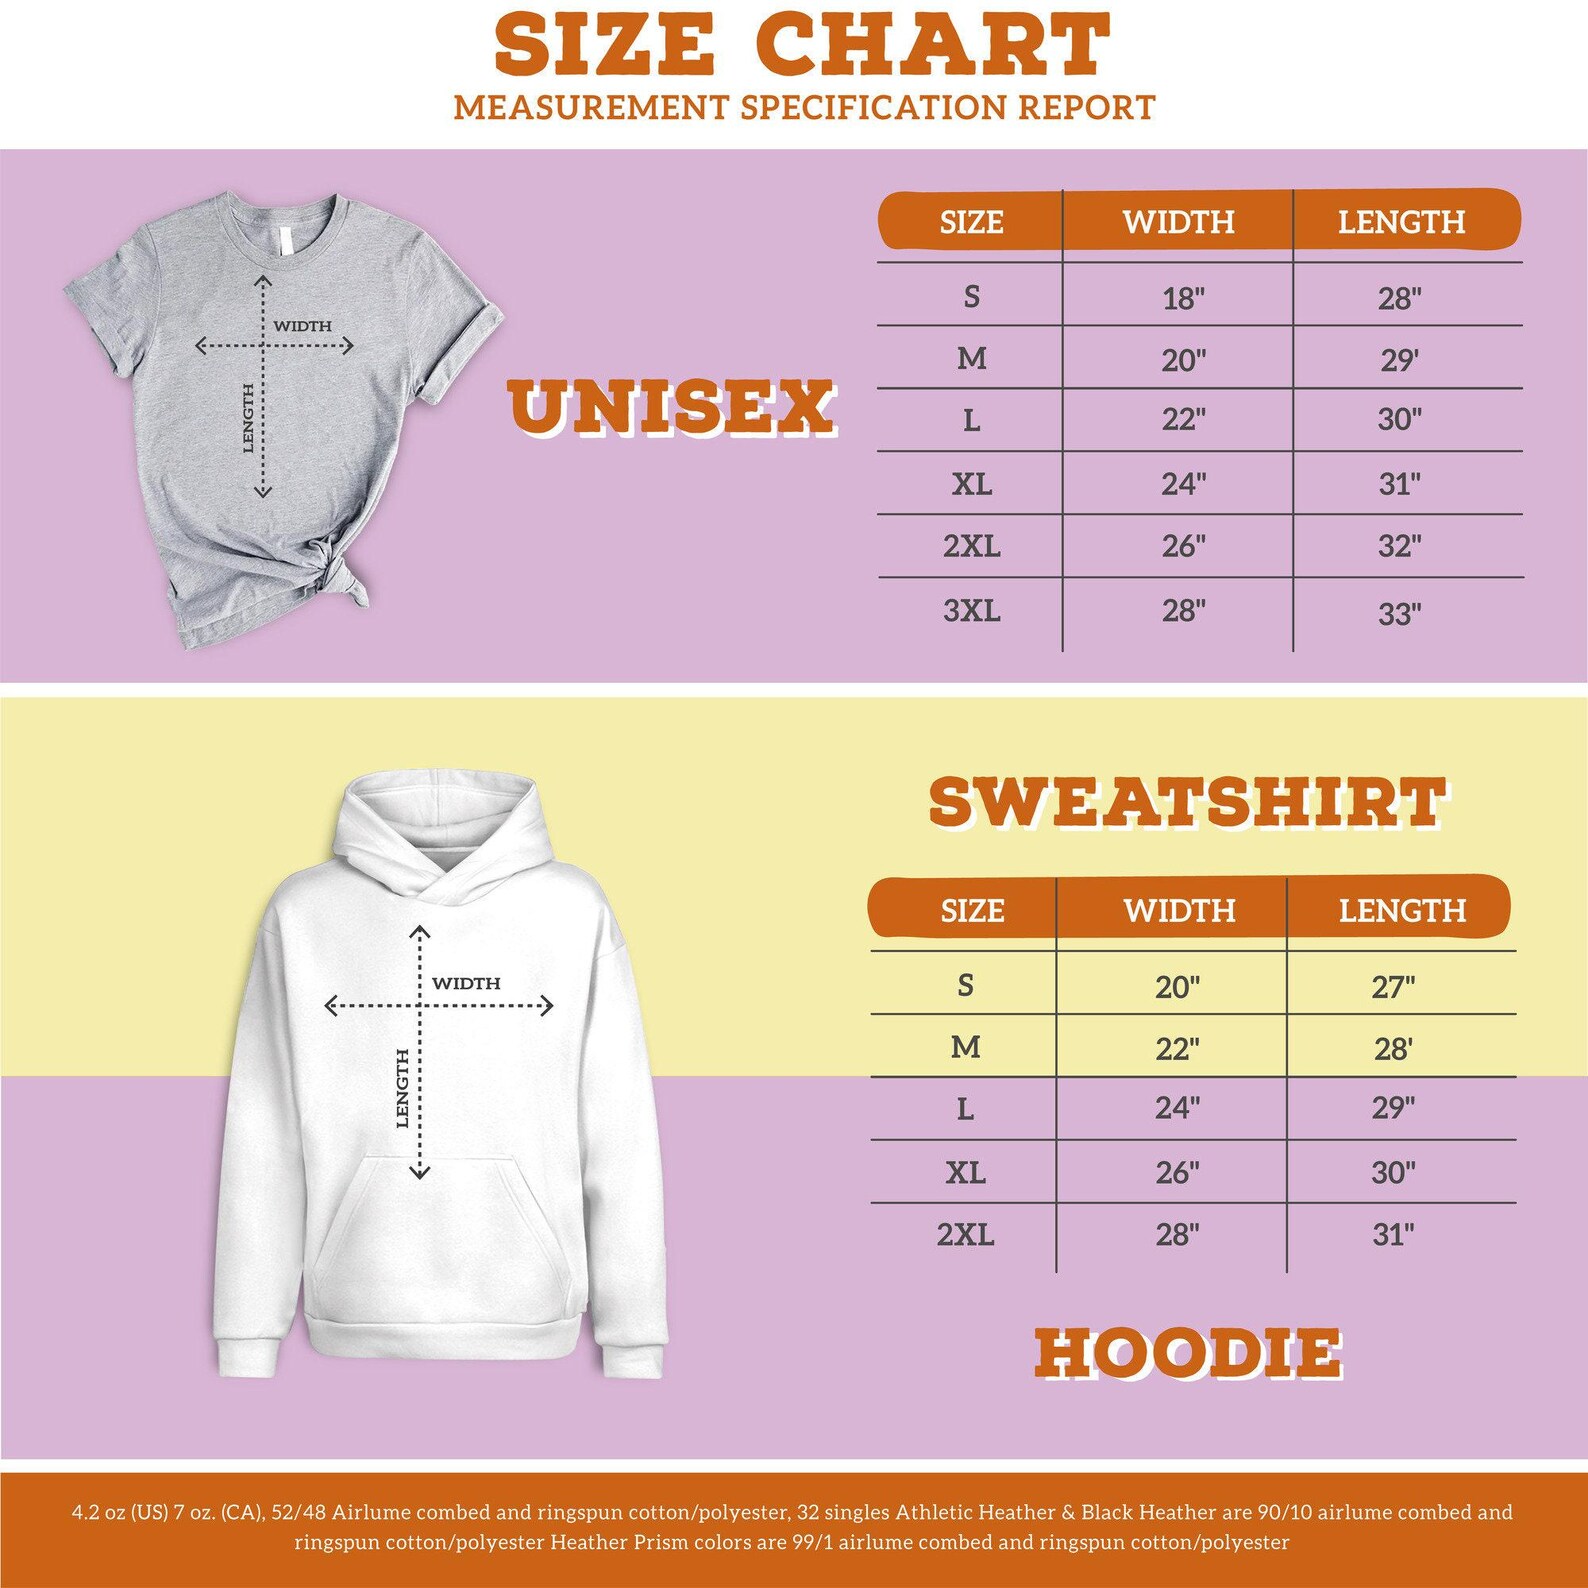 SIZE CHART
MEASUREMENT SPECIFICATION REPORT
WIDTH
LENGTH
UNISEX
SIZE WIDTH LENGTH
S 18" 28"
M 20" 29'
L 22" 30"
XL 24" 31"
2XL 26" 32"
3XL 28" 33"
WIDTH
LENGTH
SWEATSHIRT
SIZE WIDTH LENGTH
S 20" 27"
M 22" 28'
L 24" 29"
XL 26" 30"
2XL 28" 31"
HOODIE
4.2 oz (US) 7 oz. (CA), 52/48 Airlume combed and ringspun cotton/polyester, 32 singles Athletic Heather & Black Heather are 90/10 airlume combed and
ringspun cotton/polyester Heather Prism colors are 99/1 airlume combed and ringspun cotton/polyester